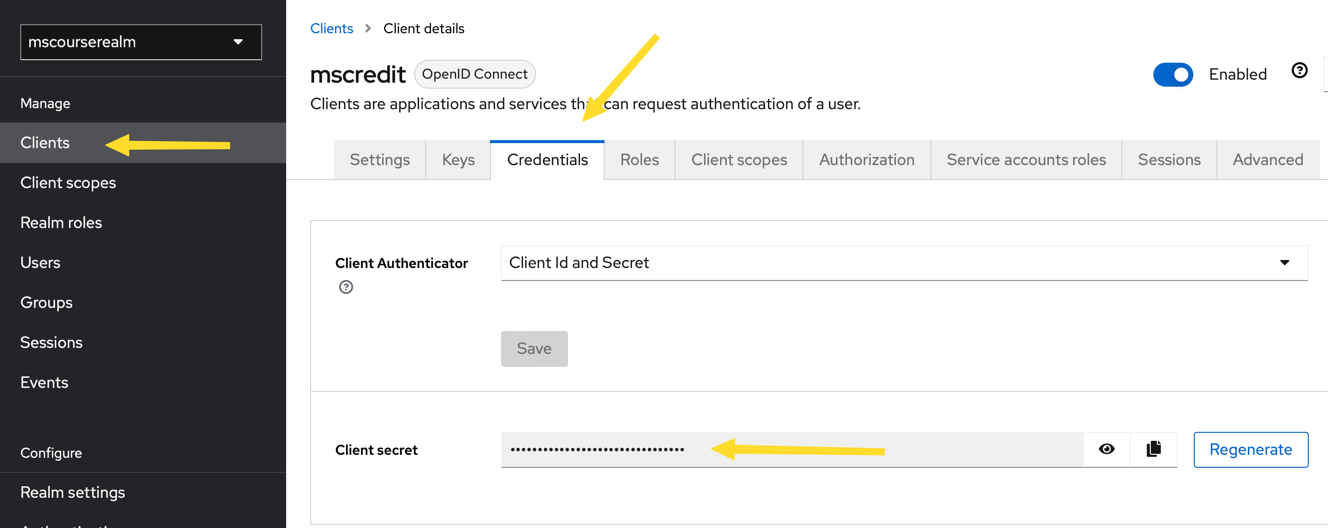 mscourserealm
Manage
Clients
Client scopes
Realm roles
Users
Groups
Sessions
Events
Configure
Realm settings
Clients > Client details
mscredit OpenID Connect
Enabled
Clients are applications and services that can request authentication of a user.
Settings Keys Credentials Roles Client scopes Authorization Service accounts roles Sessions Advanced
Client Authenticator Client Id and Secret
Save
Client secret ••••••••••••••••••••••••••••••••
Regenerate